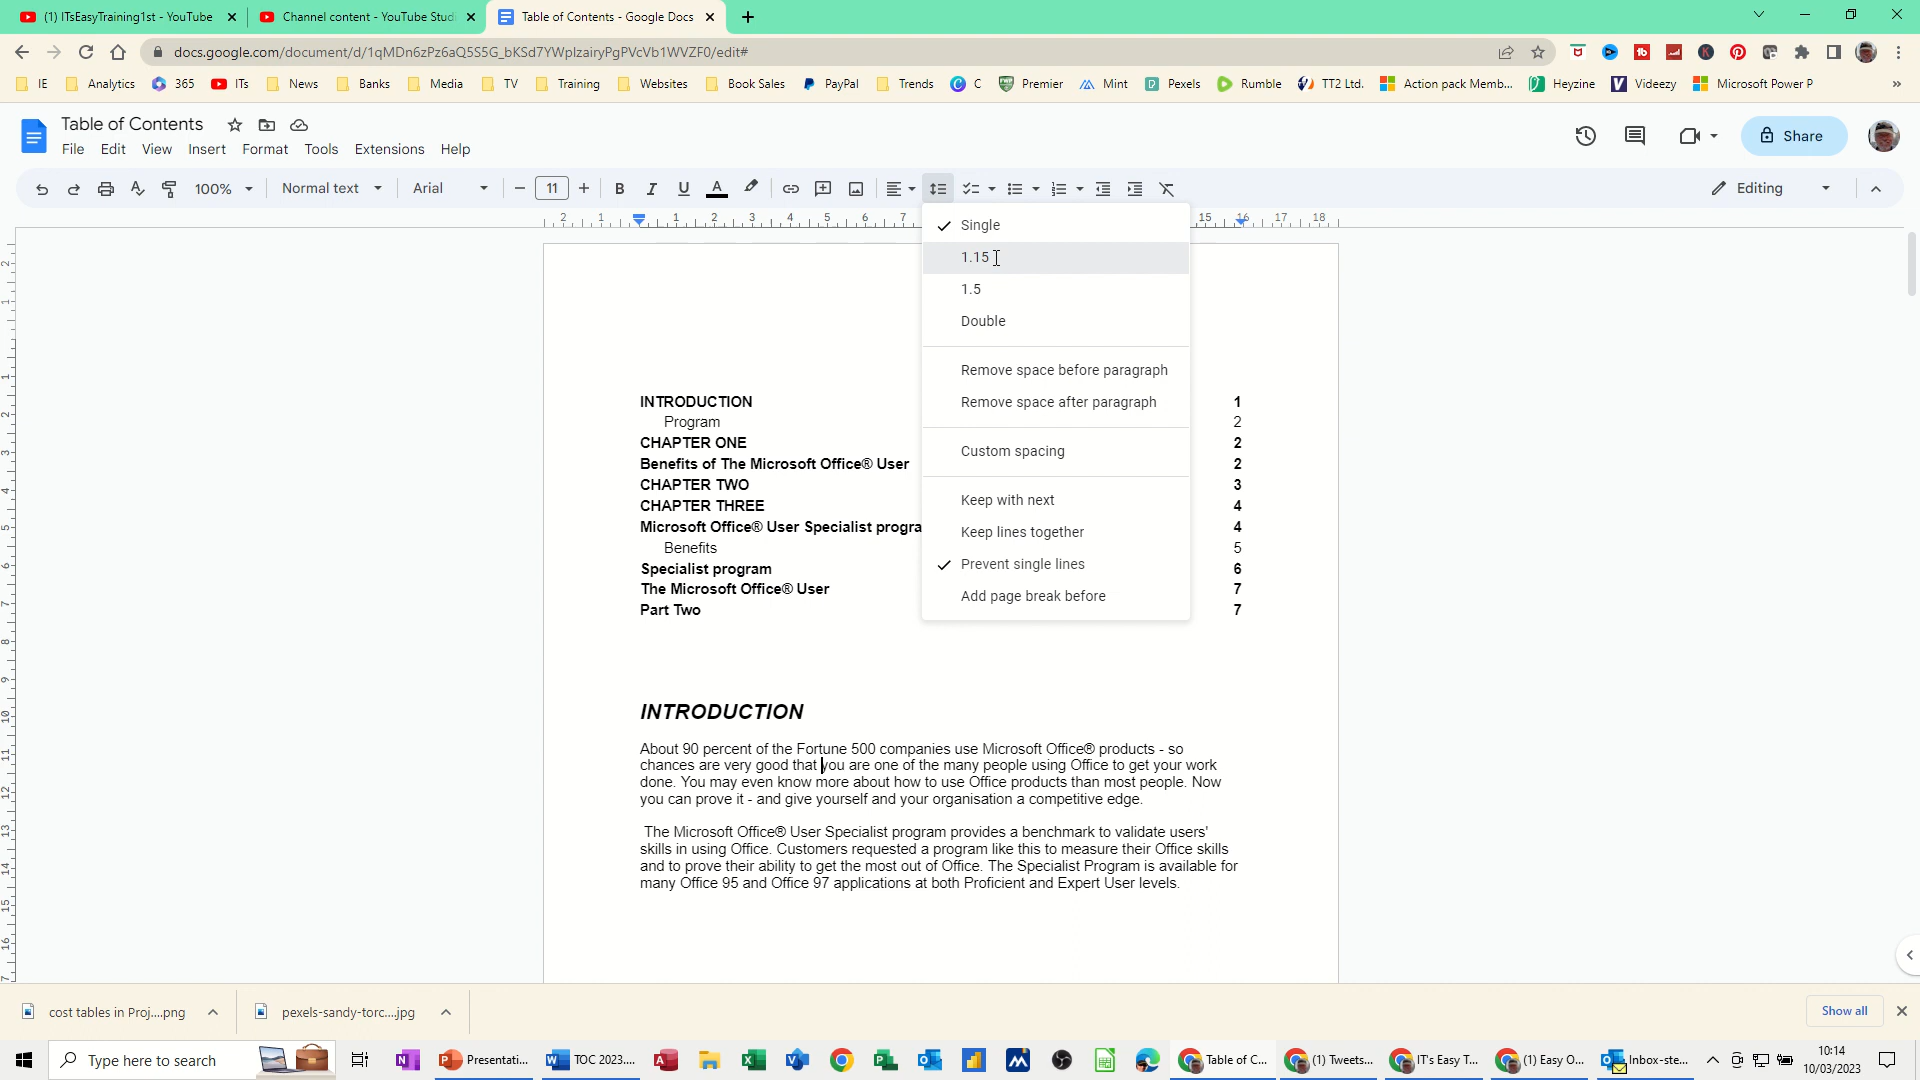 (1) ITsEasyTraining1st - YouTube
Channel content - YouTube Studi
Table of Contents - Google Docs
docs.google.com/document/d/1qMDn6zPz6aQ5S5G_bKSd7YWpIzairyPgPVcVb1WVZF0/edit#
IE Analytics 365 ITs News Banks Media TV Training Websites Book Sales PayPal Trends C Premier Mint Pexels Rumble TT2 Ltd. Action pack Memb... Heyzine Videezy Microsoft Power P »
Table of Contents
Share
File Edit View Insert Format Tools Extensions Help
100% Normal text Arial 11 Editing
2 1 1 2 3 4 5 6 7 15 16 17 18
Single
1.15
1.5
Double
Remove space before paragraph
Remove space after paragraph
Custom spacing
Keep with next
Keep lines together
Prevent single lines
Add page break before
INTRODUCTION 1
Program 2
CHAPTER ONE 2
Benefits of The Microsoft Office® User 2
CHAPTER TWO 3
CHAPTER THREE 4
Microsoft Office® User Specialist progra 4
Benefits 5
Specialist program 6
The Microsoft Office® User 7
Part Two 7
INTRODUCTION
About 90 percent of the Fortune 500 companies use Microsoft Office® products - so
chances are very good that you are one of the many people using Office to get your work
done. You may even know more about how to use Office products than most people. Now
you can prove it - and give yourself and your organisation a competitive edge.
The Microsoft Office® User Specialist program provides a benchmark to validate users'
skills in using Office. Customers requested a program like this to measure their Office skills
and to prove their ability to get the most out of Office. The Specialist Program is available for
many Office 95 and Office 97 applications at both Proficient and Expert User levels.
cost tables in Proj....png
pexels-sandy-torc....jpg
Show all
Type here to search
Presentati...
TOC 2023....
Table of C...
(1) Tweets...
IT's Easy T...
(1) Easy O...
Inbox-ste...
10:14
10/03/2023